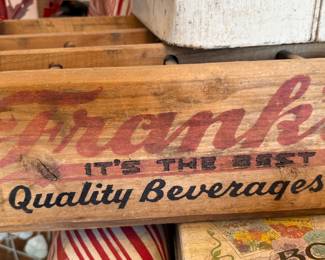 Frank's
IT'S THE BEST
Quality Beverages